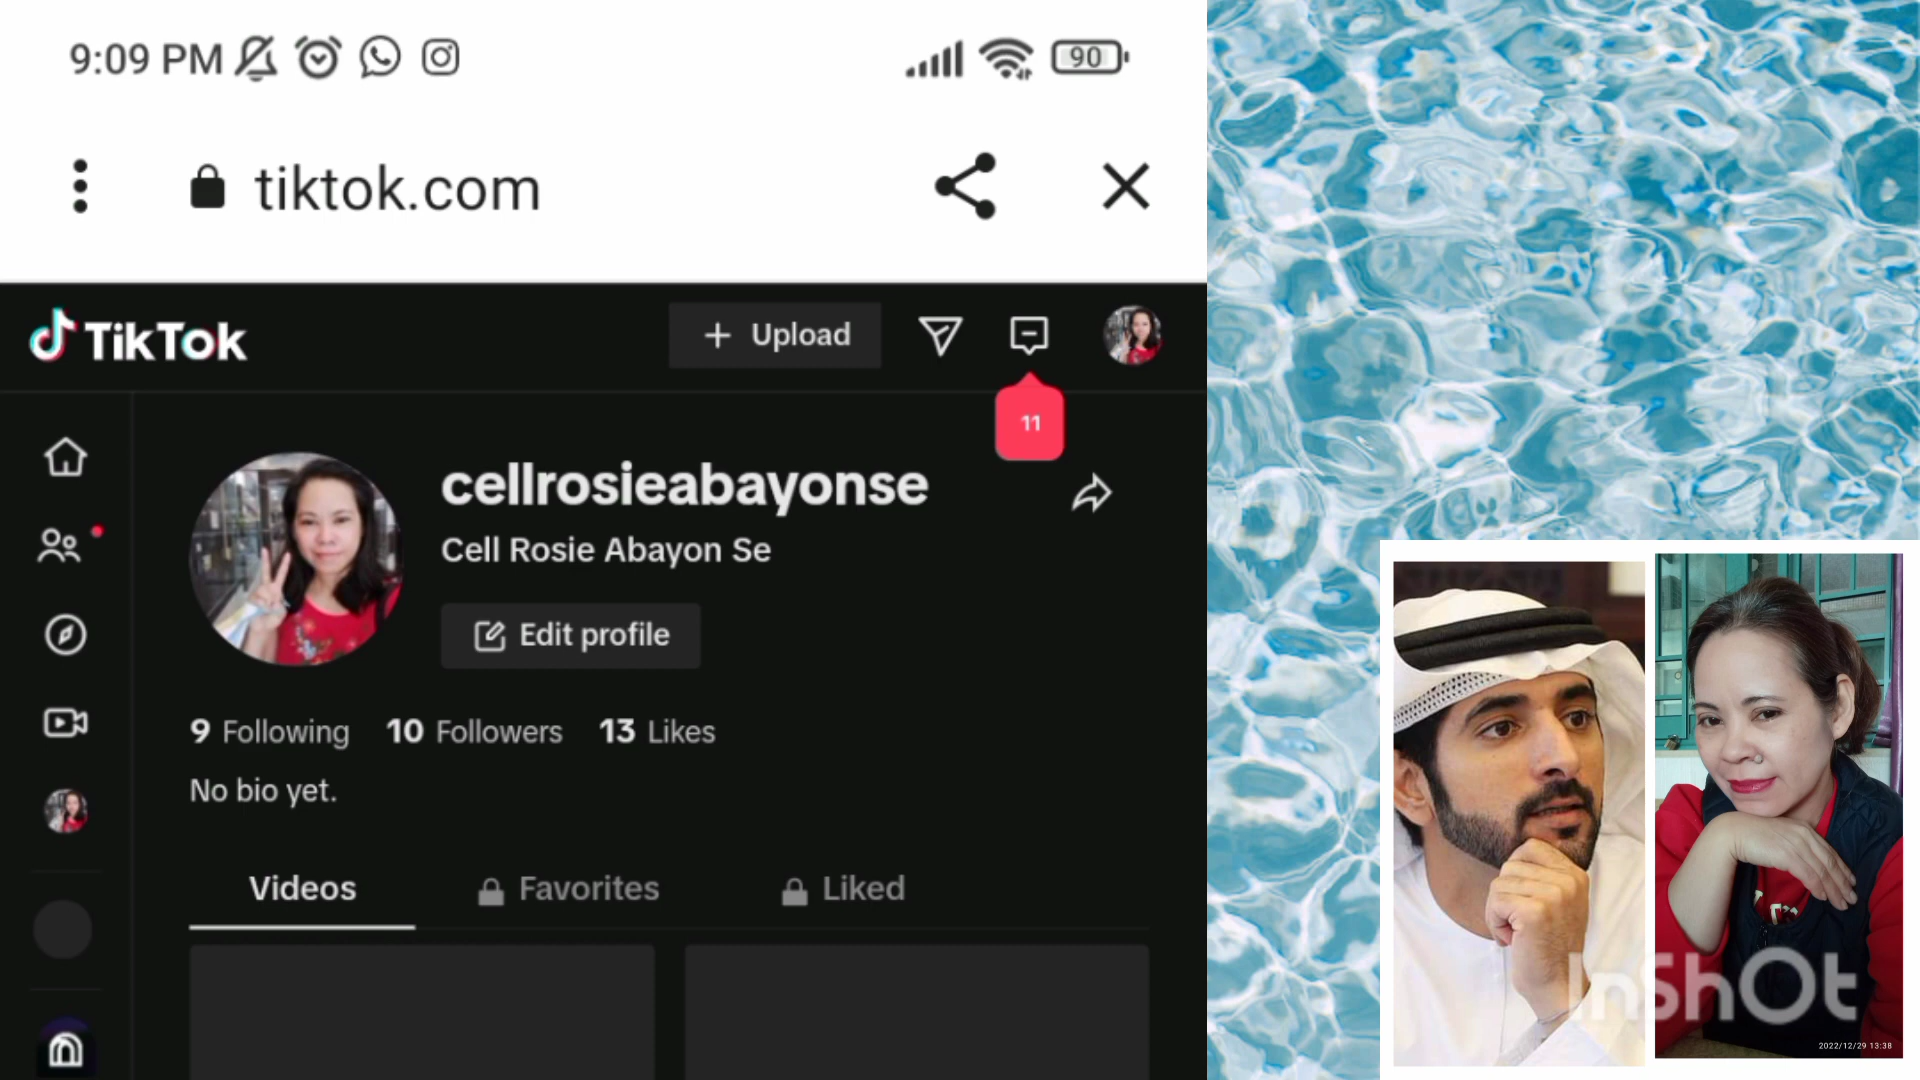 9:09 PM
90
tiktok.com
TikTok
+ Upload
11
cellrosieabayonse
Cell Rosie Abayon Se
Edit profile
9 Following 10 Followers 13 Likes
No bio yet.
Videos Favorites Liked
InShOt
2022/12/29 13:38